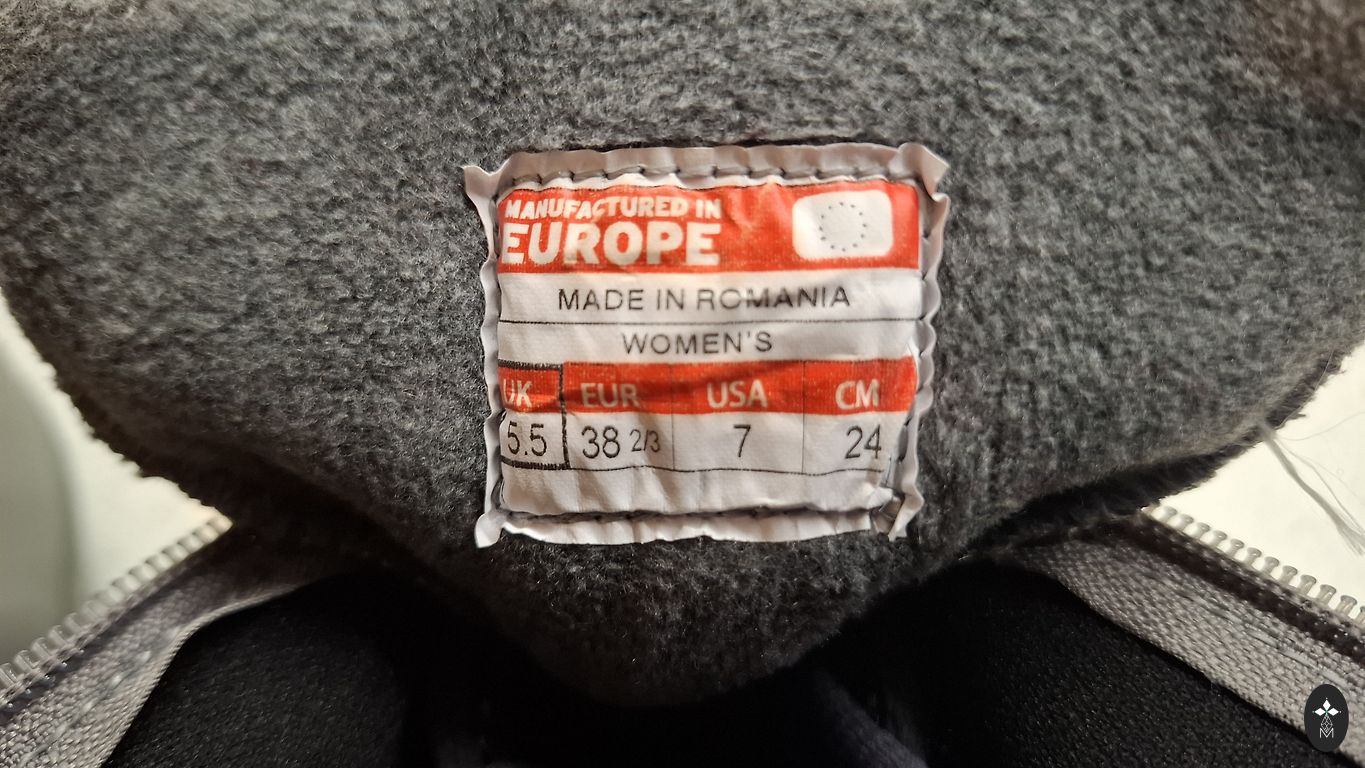 MANUFACTURED IN
EUROPE
MADE IN ROMANIA
WOMEN'S
UK EUR USA CM
5.5 38 2/3 7 24
M